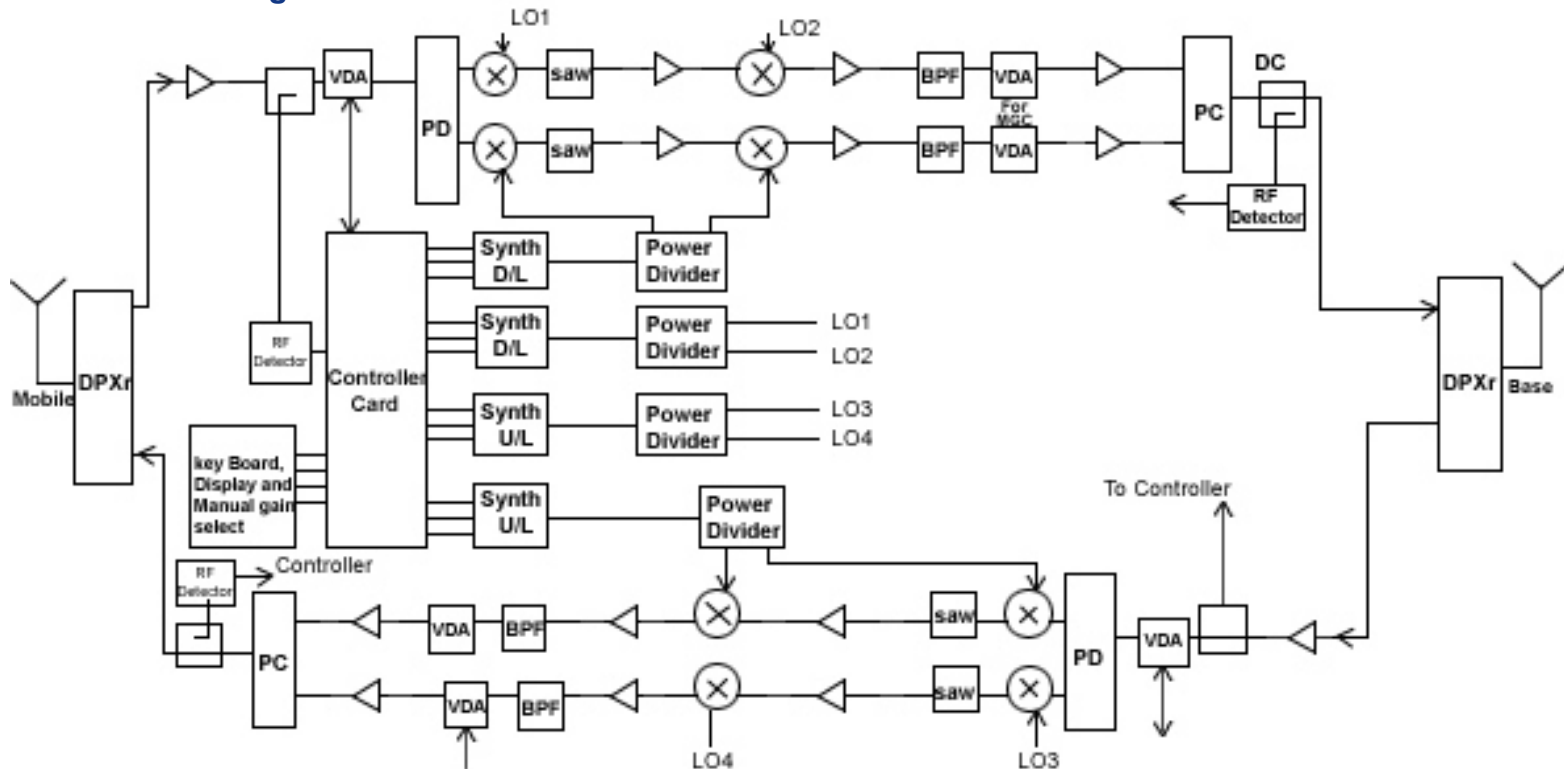 LO1
LO2
VDA
PD
saw
BPF
VDA
PC
DC
For
MGC
saw
BPF
VDA
RF
Detector
Synth
D/L
Power
Divider
Synth
D/L
Power
Divider
LO1
LO2
RF
Detector
Controller
Card
Mobile
DPXr
DPXr
Base
Synth
U/L
Power
Divider
LO3
LO4
key Board,
Display and
Manual gain
select
Synth
U/L
Power
Divider
To Controller
RF
Detector
Controller
PC
VDA
BPF
saw
PD
VDA
VDA
BPF
saw
LO4
LO3